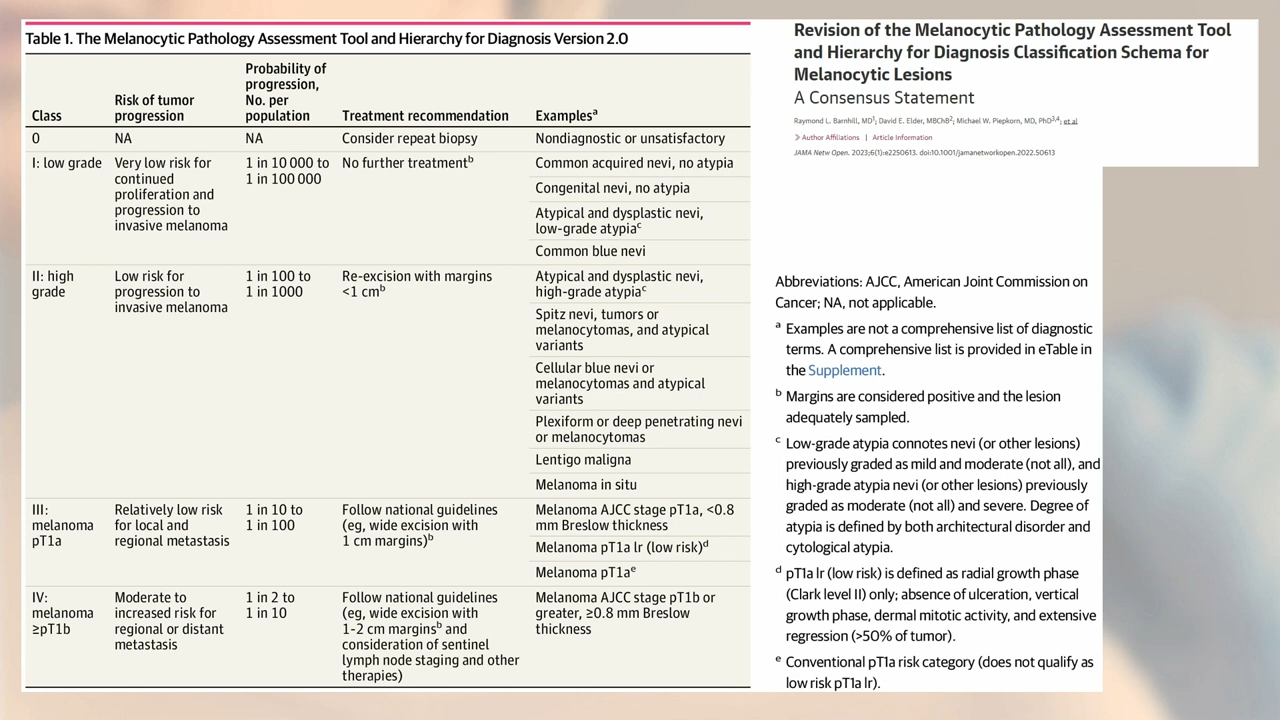 Table 1. The Melanocytic Pathology Assessment Tool and Hierarchy for Diagnosis Version 2.0
Class
Risk of tumor
progression
Probability of
progression,
No. per
population
Treatment recommendation
Examplesᵃ
0
NA
NA
Consider repeat biopsy
Nondiagnostic or unsatisfactory
I: low grade
Very low risk for
continued
proliferation and
progression to
invasive melanoma
1 in 10 000 to
1 in 100 000
No further treatmentᵇ
Common acquired nevi, no atypia
Congenital nevi, no atypia
Atypical and dysplastic nevi,
low-grade atypiaᶜ
Common blue nevi
II: high
grade
Low risk for
progression to
invasive melanoma
1 in 100 to
1 in 1000
Re-excision with margins
<1 cmᵇ
Atypical and dysplastic nevi,
high-grade atypiaᶜ
Spitz nevi, tumors or
melanocytomas, and atypical
variants
Cellular blue nevi or
melanocytomas and atypical
variants
Plexiform or deep penetrating nevi
or melanocytomas
Lentigo maligna
Melanoma in situ
III:
melanoma
pT1a
Relatively low risk
for local and
regional metastasis
1 in 10 to
1 in 100
Follow national guidelines
(eg, wide excision with
1 cm margins)ᵇ
Melanoma AJCC stage pT1a, <0.8
mm Breslow thickness
Melanoma pT1a lr (low risk)ᵈ
Melanoma pT1aᵉ
IV:
melanoma
≥pT1b
Moderate to
increased risk for
regional or distant
metastasis
1 in 2 to
1 in 10
Follow national guidelines
(eg, wide excision with
1-2 cm marginsᵇ and
consideration of sentinel
lymph node staging and other
therapies)
Melanoma AJCC stage pT1b or
greater, ≥0.8 mm Breslow
thickness
Revision of the Melanocytic Pathology Assessment Tool
and Hierarchy for Diagnosis Classification Schema for
Melanocytic Lesions
A Consensus Statement
Raymond L. Barnhill, MD¹; David E. Elder, MBChB²; Michael W. Piepkorn, MD, PhD³,⁴; et al
» Author Affiliations | Article Information
JAMA Netw Open. 2023;6(1):e2250613. doi:10.1001/jamanetworkopen.2022.50613
Abbreviations: AJCC, American Joint Commission on
Cancer; NA, not applicable.
ᵃ Examples are not a comprehensive list of diagnostic
terms. A comprehensive list is provided in eTable in
the Supplement.
ᵇ Margins are considered positive and the lesion
adequately sampled.
ᶜ Low-grade atypia connotes nevi (or other lesions)
previously graded as mild and moderate (not all), and
high-grade atypia nevi (or other lesions) previously
graded as moderate (not all) and severe. Degree of
atypia is defined by both architectural disorder and
cytological atypia.
ᵈ pT1a lr (low risk) is defined as radial growth phase
(Clark level II) only; absence of ulceration, vertical
growth phase, dermal mitotic activity, and extensive
regression (>50% of tumor).
ᵉ Conventional pT1a risk category (does not qualify as
low risk pT1a lr).